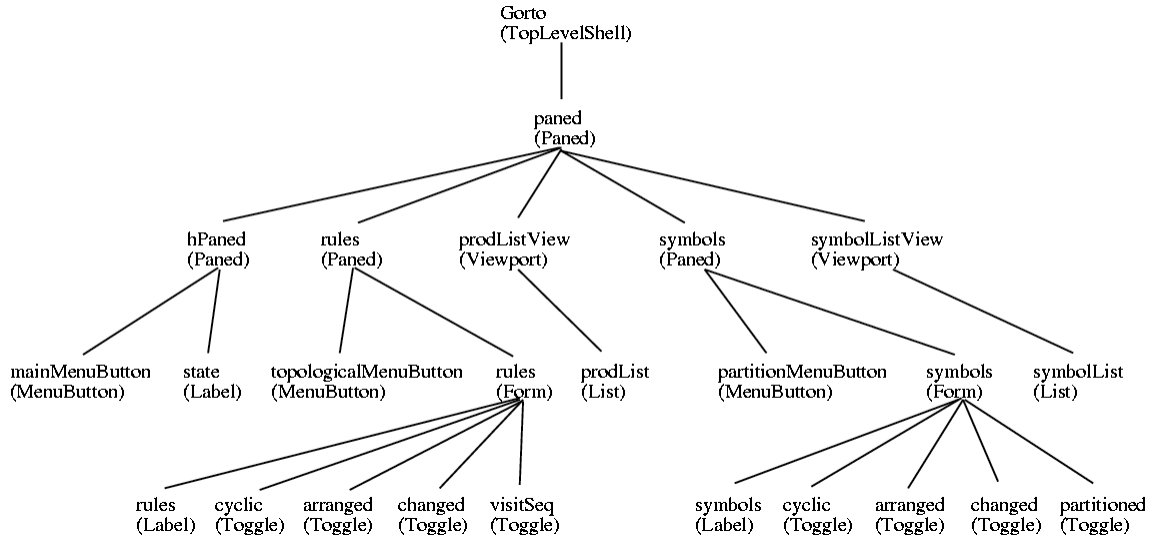 Gorto
(TopLevelShell)
paned
(Paned)
hPaned rules prodListView symbols symbolListView
(Paned) (Paned) (Viewport) (Paned) (Viewport)
mainMenuButton state topologicalMenuButton rules prodList partitionMenuButton symbols symbolList
(MenuButton) (Label) (MenuButton) (Form) (List) (MenuButton) (Form) (List)
rules cyclic arranged changed visitSeq symbols cyclic arranged changed partitioned
(Label) (Toggle) (Toggle) (Toggle) (Toggle) (Label) (Toggle) (Toggle) (Toggle) (Toggle)